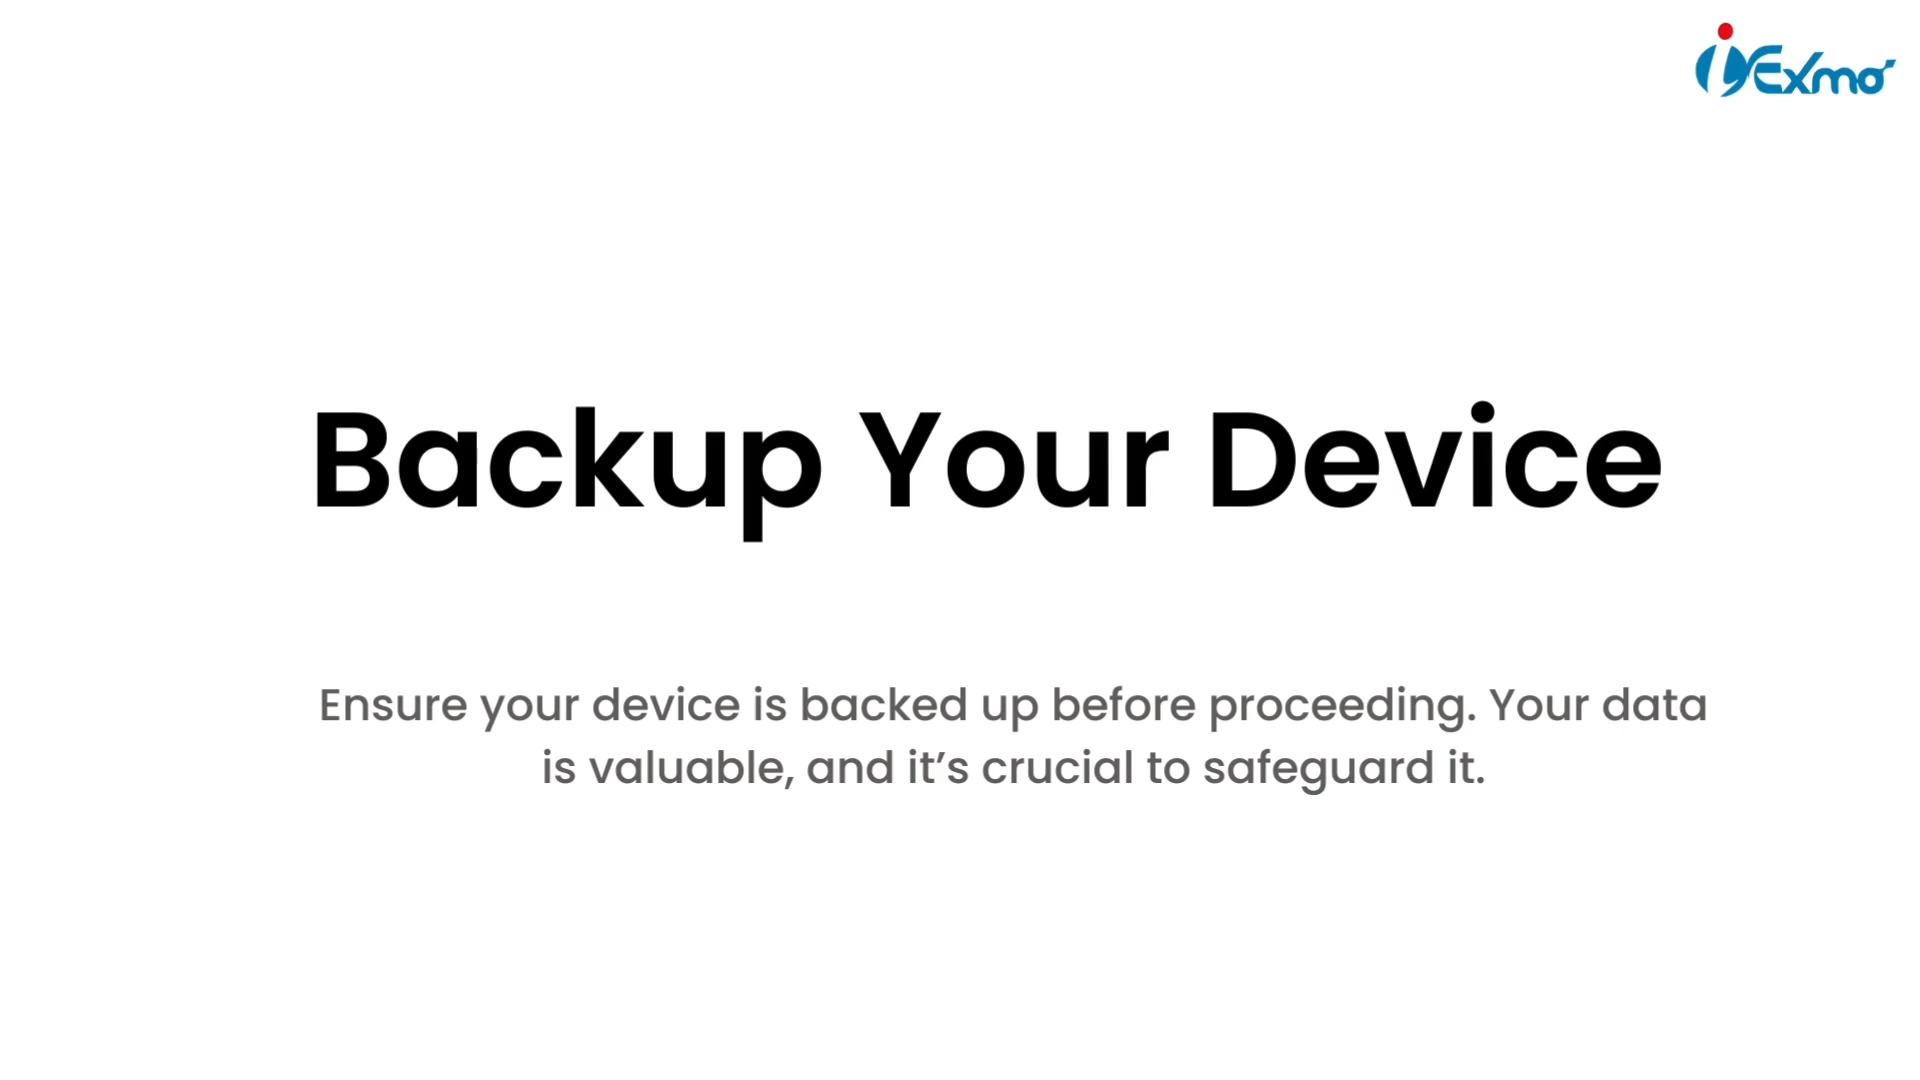 iGExmo
Backup Your Device
Ensure your device is backed up before proceeding. Your data
is valuable, and it’s crucial to safeguard it.